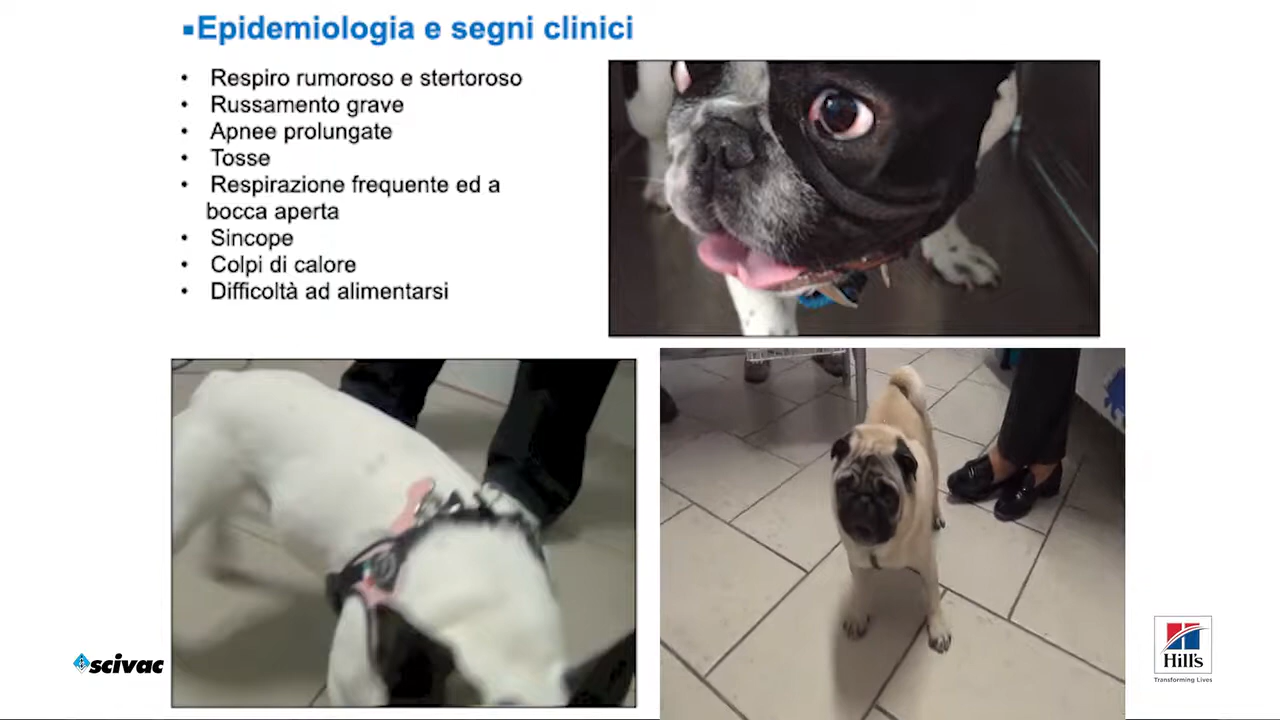 ▪Epidemiologia e segni clinici
• Respiro rumoroso e stertoroso
• Russamento grave
• Apnee prolungate
• Tosse
• Respirazione frequente ed a
bocca aperta
• Sincope
• Colpi di calore
• Difficoltà ad alimentarsi
scivac
Hill's
Transforming Lives